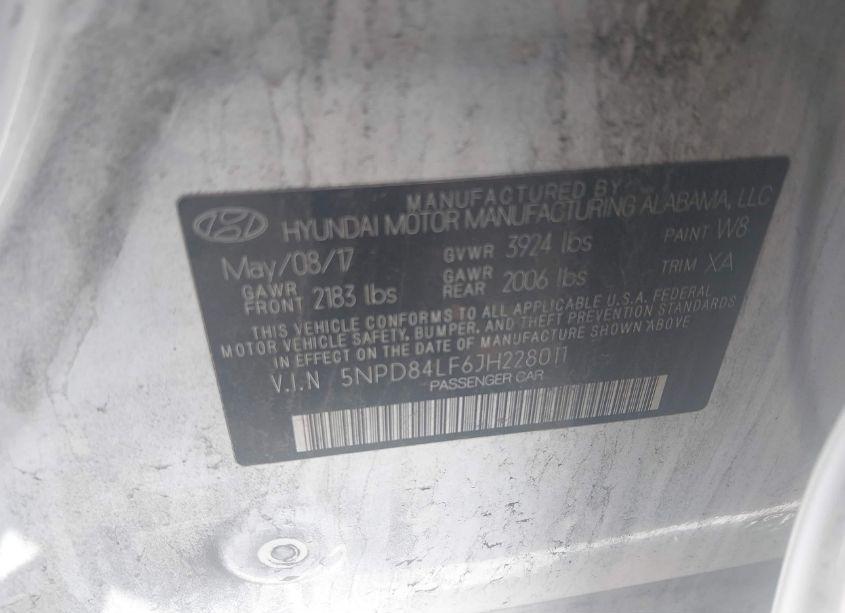 MANUFACTURED BY
HYUNDAI MOTOR MANUFACTURING ALABAMA, LLC
May/08/17 GVWR 3924 lbs PAINT W8
GAWR FRONT 2183 lbs GAWR REAR 2006 lbs TRIM XA
THIS VEHICLE CONFORMS TO ALL APPLICABLE U.S.A. FEDERAL
MOTOR VEHICLE SAFETY, BUMPER, AND THEFT PREVENTION STANDARDS
IN EFFECT ON THE DATE OF MANUFACTURE SHOWN ABOVE
V.I.N 5NPD84LF6JH228011
PASSENGER CAR